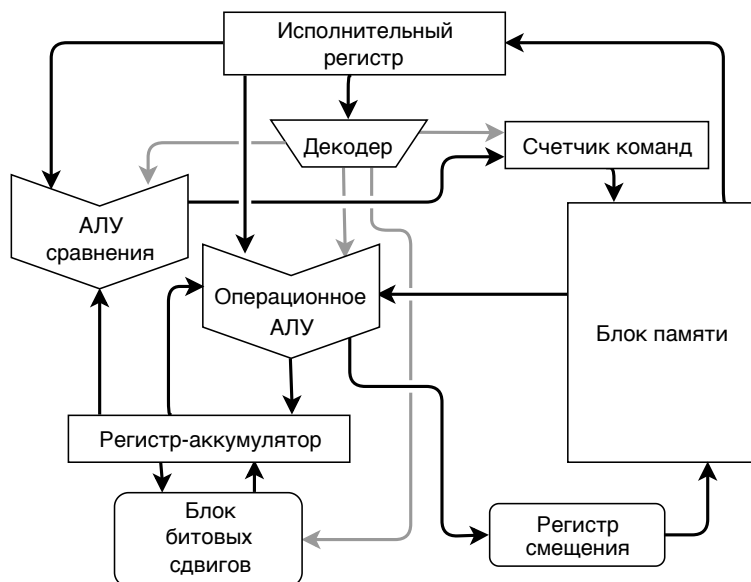 Исполнительный
регистр
Декодер
Счетчик команд
АЛУ
сравнения
Операционное
АЛУ
Блок памяти
Регистр-аккумулятор
Блок
битовых
сдвигов
Регистр
смещения